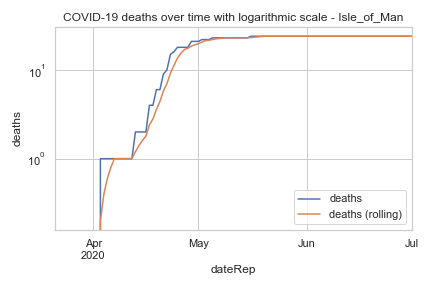 COVID-19 deaths over time with logarithmic scale - Isle_of_Man
10¹
10⁰
deaths
deaths
deaths (rolling)
Apr
2020
May
Jun
Jul
dateRep